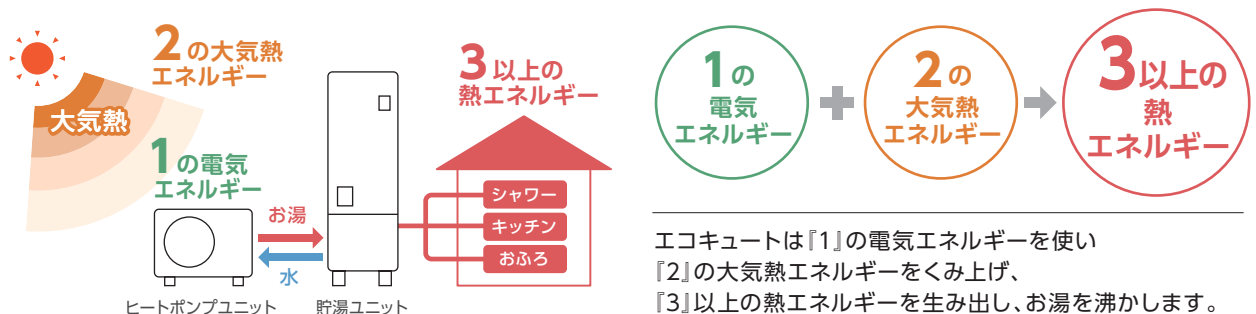 2の大気熱
エネルギー
大気熱
1の電気
エネルギー
お湯
水
ヒートポンプユニット
貯湯ユニット
3以上の
熱エネルギー
シャワー
キッチン
おふろ
1の
電気
エネルギー
2の
大気熱
エネルギー
3以上の
熱
エネルギー
エコキュートは『1』の電気エネルギーを使い
『2』の大気熱エネルギーをくみ上げ、
『3』以上の熱エネルギーを生み出し、お湯を沸かします。